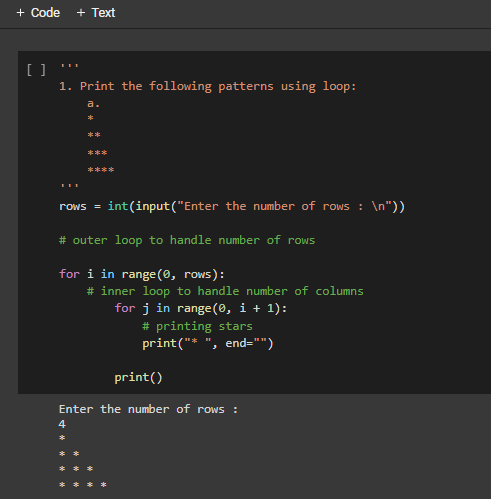 + Code + Text
[ ] '''
1. Print the following patterns using loop:
a.
*
**
***
****
'''
rows = int(input("Enter the number of rows : \n"))
# outer loop to handle number of rows
for i in range(0, rows):
# inner loop to handle number of columns
for j in range(0, i + 1):
# printing stars
print("* ", end="")
print()
Enter the number of rows :
4
*
* *
* * *
* * * *